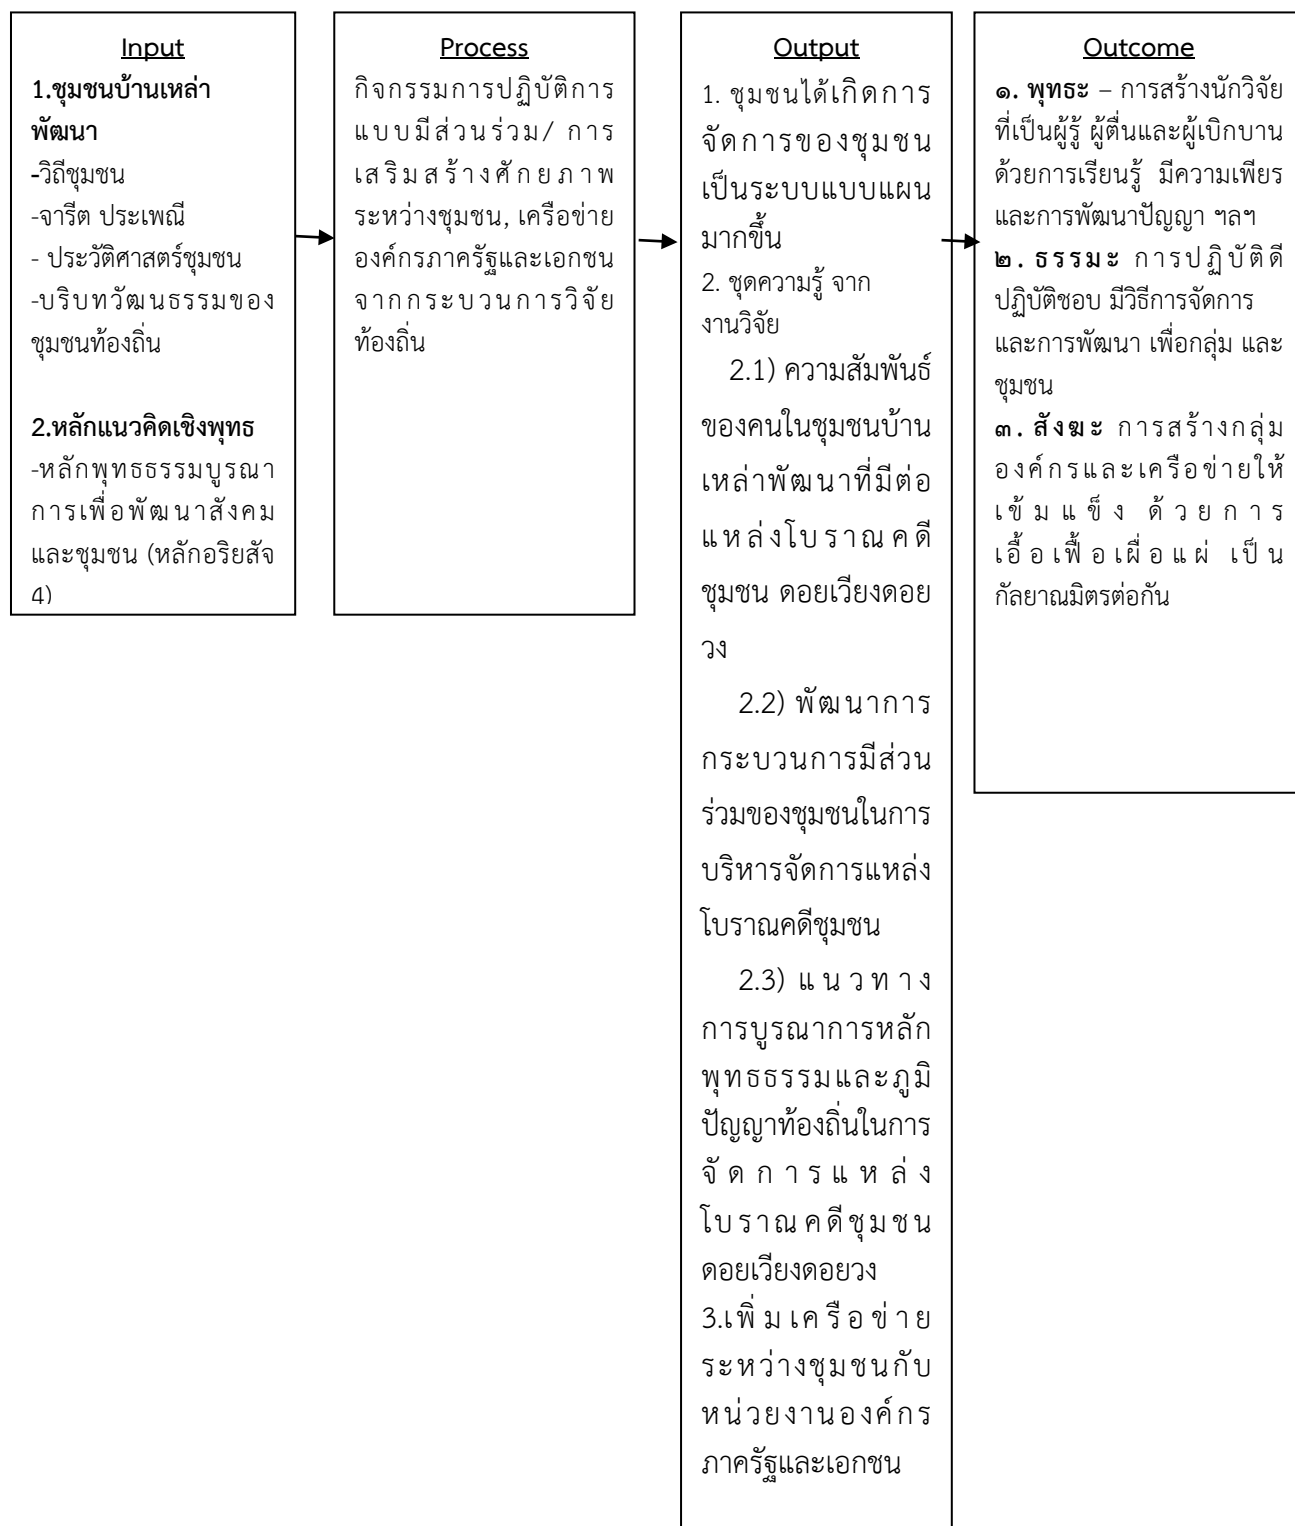 Input
1.ชุมชนบ้านเหล่า
พัฒนา
-วิถีชุมชน
-จารีต ประเพณี
- ประวัติศาสตร์ชุมชน
-บริบทวัฒนธรรมของ
ชุมชนท้องถิ่น
2.หลักแนวคิดเชิงพุทธ
-หลักพุทธธรรมบูรณา
การเพื่อพัฒนาสังคม
และชุมชน (หลักอริยสัจ
4)
Process
กิจกรรมการปฏิบัติการ
แบบมีส่วนร่วม/ การ
เสริมสร้างศักยภาพ
ระหว่างชุมชน, เครือข่าย
องค์กรภาครัฐและเอกชน
จากกระบวนการวิจัย
ท้องถิ่น
Output
1. ชุมชนได้เกิดการ
จัดการของชุมชน
เป็นระบบแบบแผน
มากขึ้น
2. ชุดความรู้ จาก
งานวิจัย
2.1) ความสัมพันธ์
ของคนในชุมชนบ้าน
เหล่าพัฒนาที่มีต่อ
แหล่งโบราณคดี
ชุมชน ดอยเวียงดอย
วง
2.2) พัฒนาการ
กระบวนการมีส่วน
ร่วมของชุมชนในการ
บริหารจัดการแหล่ง
โบราณคดีชุมชน
2.3) แนวทาง
การบูรณาการหลัก
พุทธธรรมและภูมิ
ปัญญาท้องถิ่นในการ
จัดการแหล่ง
โบราณคดีชุมชน
ดอยเวียงดอยวง
3.เพิ่มเครือข่าย
ระหว่างชุมชนกับ
หน่วยงานองค์กร
ภาครัฐและเอกชน
Outcome
๑. พุทธะ – การสร้างนักวิจัย
ที่เป็นผู้รู้ ผู้ตื่นและผู้เบิกบาน
ด้วยการเรียนรู้ มีความเพียร
และการพัฒนาปัญญา ฯลฯ
๒. ธรรมะ การปฏิบัติดี
ปฏิบัติชอบ มีวิธีการจัดการ
และการพัฒนา เพื่อกลุ่ม และ
ชุมชน
๓. สังฆะ การสร้างกลุ่ม
องค์กรและเครือข่ายให้
เข้มแข็ง ด้วยการ
เอื้อเฟื้อเผื่อแผ่ เป็น
กัลยาณมิตรต่อกัน